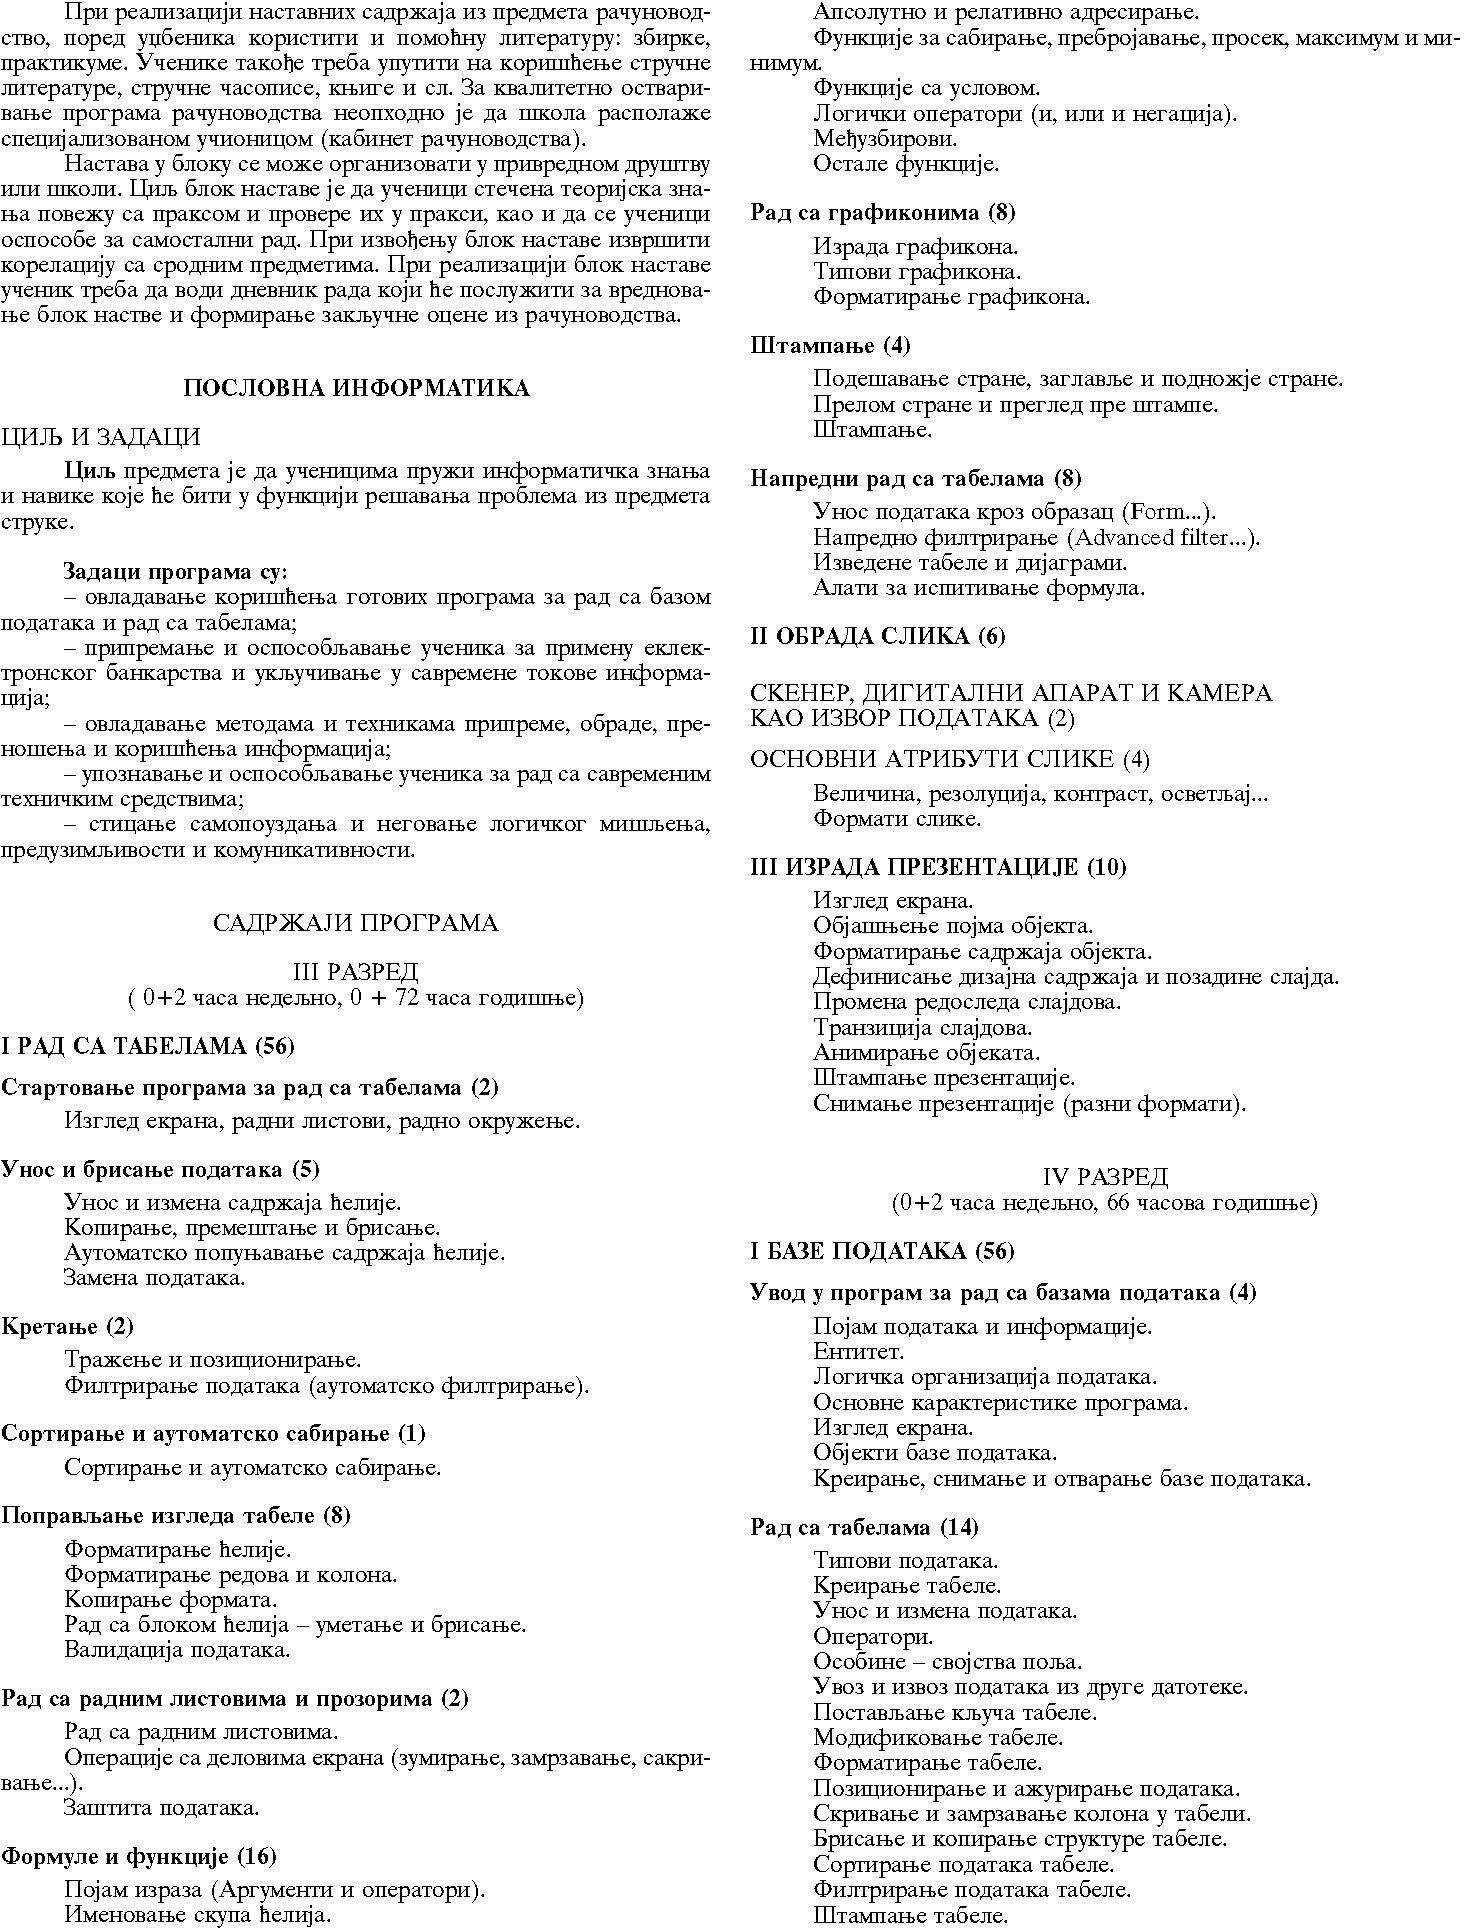 При реализацији наставних садржаја из предмета рачуновод-
ство, поред уџбеника користити и помоћну литературу: збирке,
практикуме. Ученике такође треба упутити на коришћење стручне
литературе, стручне часописе, књиге и сл. За квалитетно оствари-
вање програма рачуноводства неопходно је да школа располаже
специјализованом учионицом (кабинет рачуноводства).
Настава у блоку се може организовати у привредном друштву
или школи. Циљ блок наставе је да ученици стечена теоријска зна-
ња повежу са праксом и провере их у пракси, као и да се ученици
оспособе за самостални рад. При извођењу блок наставе извршити
корелацију са сродним предметима. При реализацији блок наставе
ученик треба да води дневник рада који ће послужити за вреднова-
ње блок настве и формирање закључне оцене из рачуноводства.
ПОСЛОВНА ИНФОРМАТИКА
ЦИЉ И ЗАДАЦИ
Циљ предмета је да ученицима пружи информатичка знања
и навике које ће бити у функцији решавања проблема из предмета
струке.
Задаци програма су:
– овладавање коришћења готових програма за рад са базом
података и рад са табелама;
– припремање и оспособљавање ученика за примену еклек-
тронског банкарства и укључивање у савремене токове информа-
ција;
– овладавање методама и техникама припреме, обраде, пре-
ношења и коришћења информација;
– упознавање и оспособљавање ученика за рад са савременим
техничким средствима;
– стицање самопоуздања и неговање логичког мишљења,
предузимљивости и комуникативности.
САДРЖАЈИ ПРОГРАМА
III РАЗРЕД
( 0+2 часа недељно, 0 + 72 часа годишње)
I РАД СА ТАБЕЛАМА (56)
Стартовање програма за рад са табелама (2)
Изглед екрана, радни листови, радно окружење.
Унос и брисање података (5)
Унос и измена садржаја ћелије.
Копирање, премештање и брисање.
Аутоматско попуњавање садржаја ћелије.
Замена података.
Кретање (2)
Тражење и позиционирање.
Филтрирање података (аутоматско филтрирање).
Сортирање и аутоматско сабирање (1)
Сортирање и аутоматско сабирање.
Поправљање изгледа табеле (8)
Форматирање ћелије.
Форматирање редова и колона.
Копирање формата.
Рад са блоком ћелија – уметање и брисање.
Валидација података.
Рад са радним листовима и прозорима (2)
Рад са радним листовима.
Операције са деловима екрана (зумирање, замрзавање, сакри-
вање...).
Заштита података.
Формуле и функције (16)
Појам израза (Аргументи и оператори).
Именовање скупа ћелија.
Апсолутно и релативно адресирање.
Функције за сабирање, пребројавање, просек, максимум и ми-
нимум.
Функције са условом.
Логички оператори (и, или и негација).
Међузбирови.
Остале функције.
Рад са графиконима (8)
Израда графикона.
Типови графикона.
Форматирање графикона.
Штампање (4)
Подешавање стране, заглавље и подножје стране.
Прелом стране и преглед пре штампе.
Штампање.
Напредни рад са табелама (8)
Унос података кроз образац (Form...).
Напредно филтрирање (Advanced filter...).
Изведене табеле и дијаграми.
Алати за испитивање формула.
II ОБРАДА СЛИКА (6)
СКЕНЕР, ДИГИТАЛНИ АПАРАТ И КАМЕРА
КАО ИЗВОР ПОДАТАКА (2)
ОСНОВНИ АТРИБУТИ СЛИКЕ (4)
Величина, резолуција, контраст, осветљај...
Формати слике.
III ИЗРАДА ПРЕЗЕНТАЦИЈЕ (10)
Изглед екрана.
Објашњење појма објекта.
Форматирање садржаја објекта.
Дефинисање дизајна садржаја и позадине слајда.
Промена редоследа слајдова.
Транзиција слајдова.
Анимирање објеката.
Штампање презентације.
Снимање презентације (разни формати).
IV РАЗРЕД
(0+2 часа недељно, 66 часова годишње)
I БАЗЕ ПОДАТАКА (56)
Увод у програм за рад са базама података (4)
Појам података и информације.
Ентитет.
Логичка организација података.
Основне карактеристике програма.
Изглед екрана.
Објекти базе података.
Креирање, снимање и отварање базе података.
Рад са табелама (14)
Типови података.
Креирање табеле.
Унос и измена података.
Оператори.
Особине – својства поља.
Увоз и извоз података из друге датотеке.
Постављање кључа табеле.
Модификовање табеле.
Форматирање табеле.
Позиционирање и ажурирање података.
Скривање и замрзавање колона у табели.
Брисање и копирање структуре табеле.
Сортирање података табеле.
Филтрирање података табеле.
Штампање табеле.